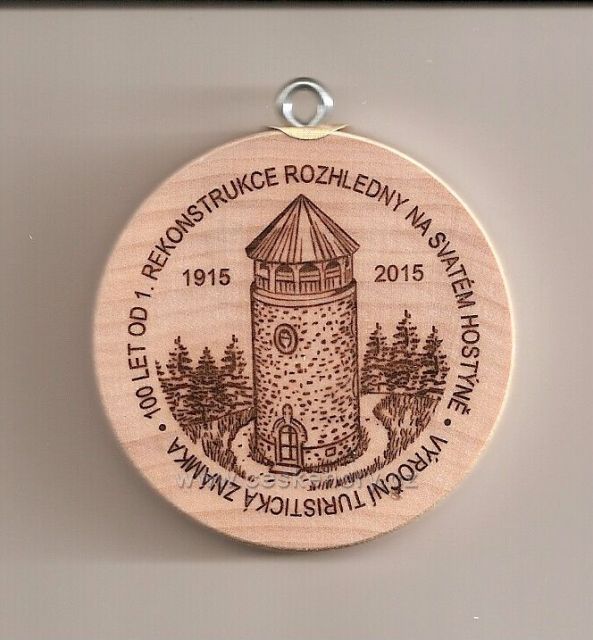 • 100 LET OD 1. REKONSTRUKCE ROZHLEDNY NA SVATÉM HOSTÝNĚ • VÝROČNÍ TURISTICKÁ ZNÁMKA
1915 2015